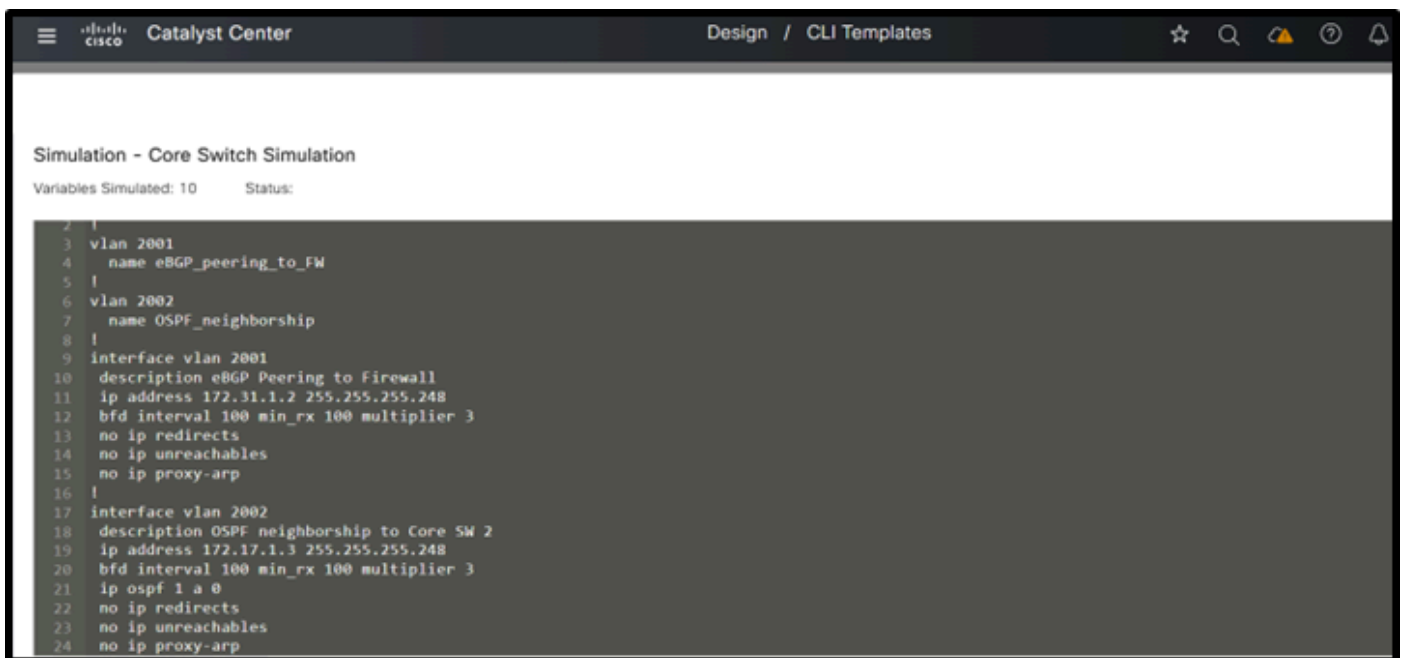 CISCO Catalyst Center Design / CLI Templates
Simulation - Core Switch Simulation
Variables Simulated: 10 Status:
2 !
3 vlan 2001
4 name eBGP_peering_to_FW
5 !
6 vlan 2002
7 name OSPF_neighborship
8 !
9 interface vlan 2001
10 description eBGP Peering to Firewall
11 ip address 172.31.1.2 255.255.255.248
12 bfd interval 100 min_rx 100 multiplier 3
13 no ip redirects
14 no ip unreachables
15 no ip proxy-arp
16 !
17 interface vlan 2002
18 description OSPF neighborship to Core SW 2
19 ip address 172.17.1.3 255.255.255.248
20 bfd interval 100 min_rx 100 multiplier 3
21 ip ospf 1 a 0
22 no ip redirects
23 no ip unreachables
24 no ip proxy-arp